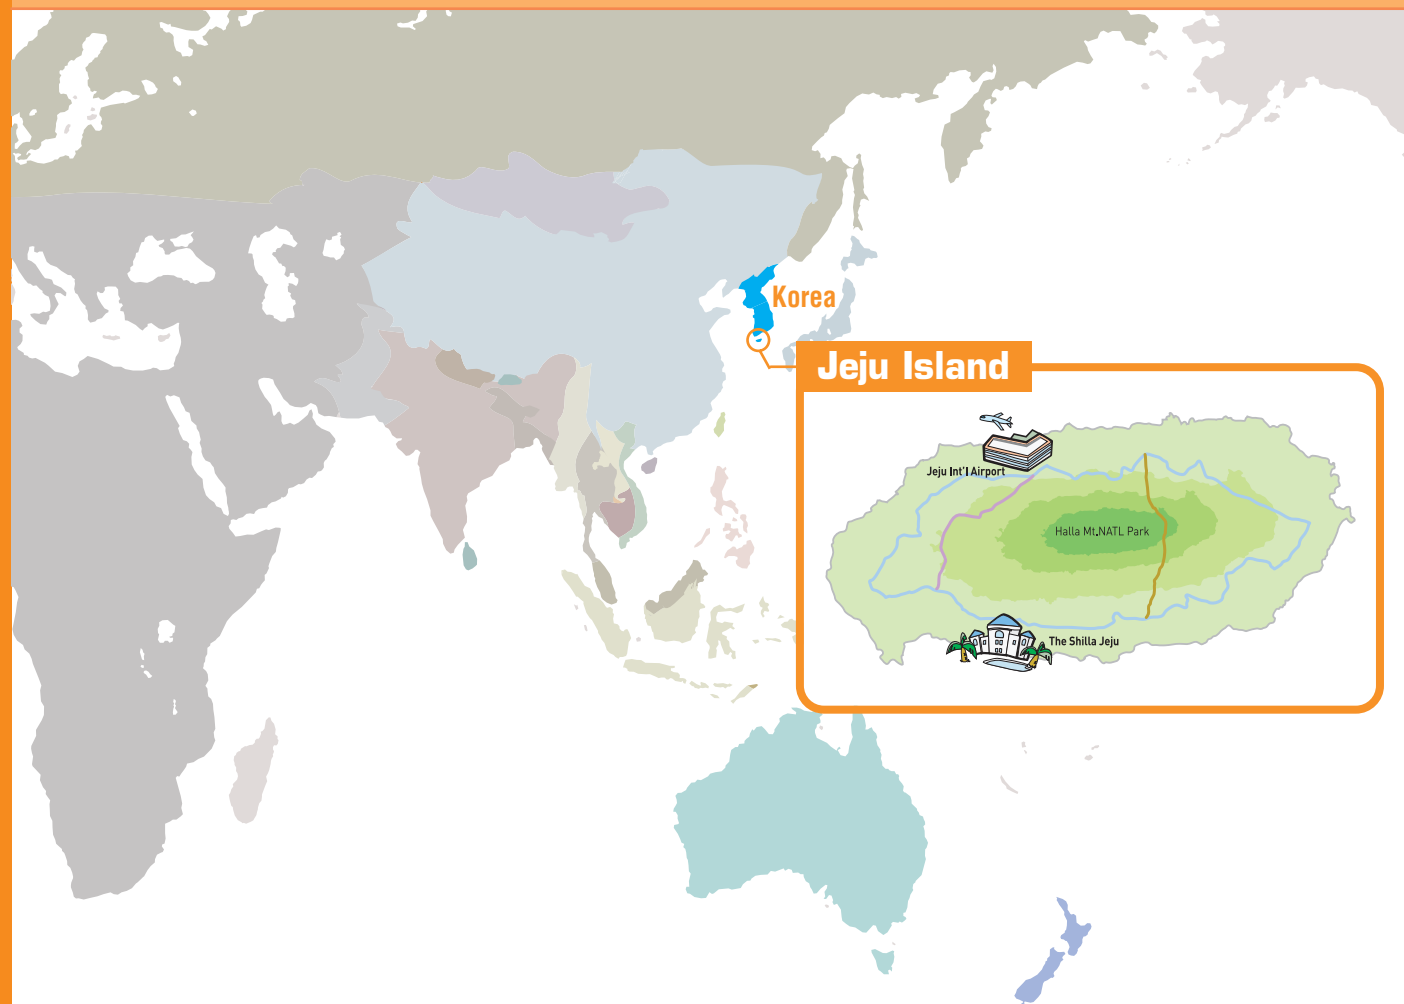 Korea
Jeju Island
Jeju Int'l Airport
Halla Mt.NATL Park
The Shilla Jeju